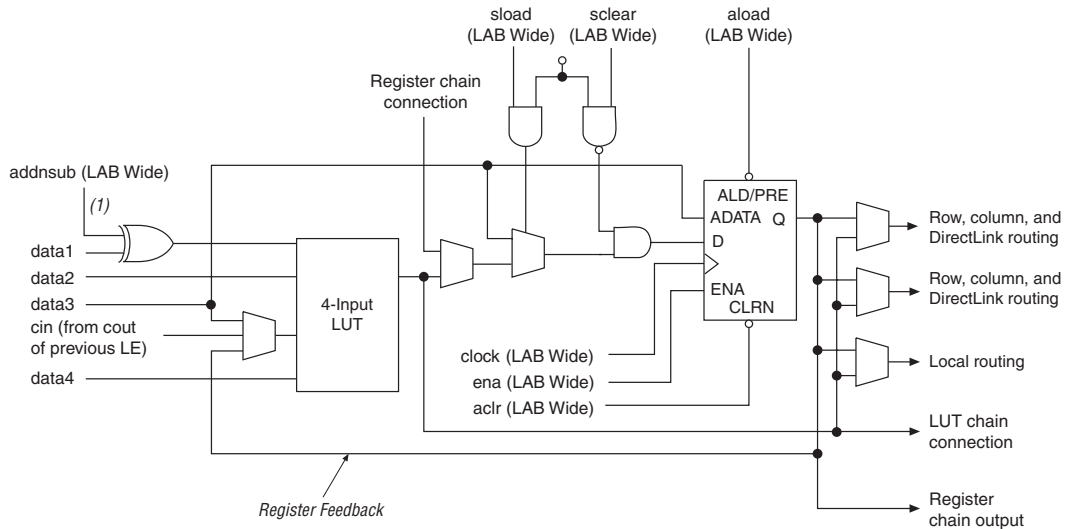 sload
(LAB Wide)
sclear
(LAB Wide)
aload
(LAB Wide)
Register chain
connection
addnsub (LAB Wide)
(1)
data1
data2
data3
cin (from cout
of previous LE)
data4
4-Input
LUT
ALD/PRE
ADATA Q
D
ENA
CLRN
clock (LAB Wide)
ena (LAB Wide)
aclr (LAB Wide)
Row, column, and
DirectLink routing
Row, column, and
DirectLink routing
Local routing
LUT chain
connection
Register
chain output
Register Feedback